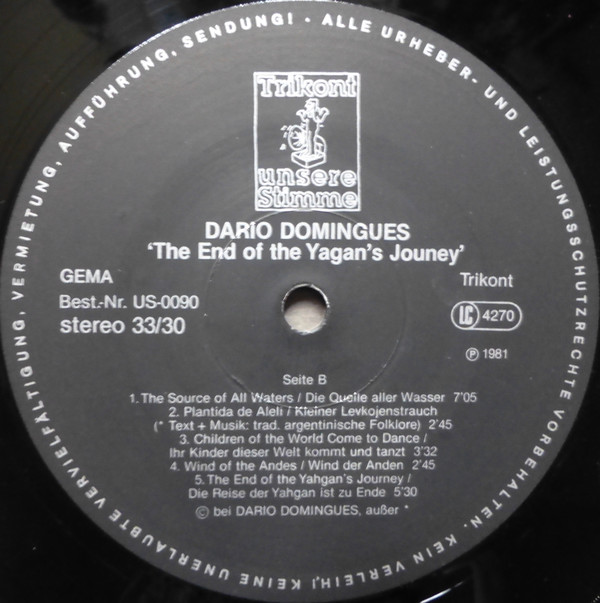 ALLE URHEBER- UND LEISTUNGSSCHUTZRECHTE VORBEHALTEN. KEIN VERLEIH! KEINE UNERLAUBTE VERVIELFÄLTIGUNG, VERMIETUNG, AUFFÜHRUNG, SENDUNG! ·
Trikont
unsere
Stimme
DARIO DOMINGUES
'The End of the Yagan's Jouney'
GEMA
Trikont
Best.-Nr. US-0090
LC 4270
stereo 33/30
℗ 1981
Seite B
1. The Source of All Waters / Die Quelle aller Wasser 7'05
2. Plantida de Aleli / Kleiner Levkojenstrauch
(* Text + Musik: trad. argentinische Folklore) 2'45
3. Children of the World Come to Dance /
Ihr Kinder dieser Welt kommt und tanzt 3'32
4. Wind of the Andes / Wind der Anden 2'45
5. The End of the Yahgan's Journey /
Die Reise der Yahgan ist zu Ende 5'30
© bei DARIO DOMINGUES, außer *